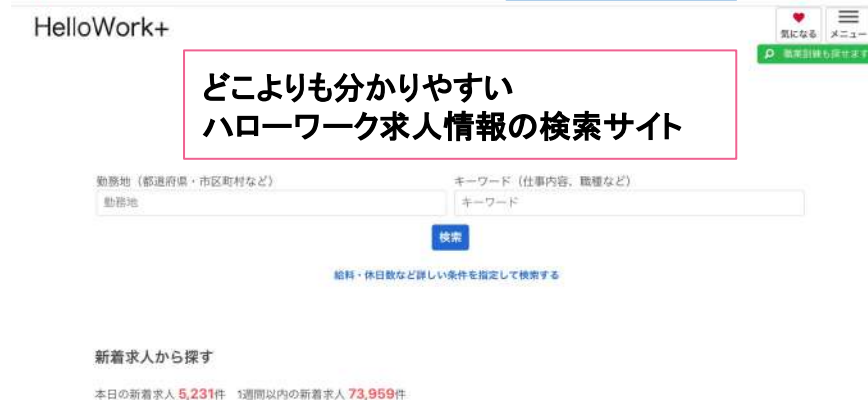 HelloWork+
気になる
メニュー
職業訓練も探せます
どこよりも分かりやすい
ハローワーク求人情報の検索サイト
勤務地（都道府県・市区町村など）
キーワード（仕事内容、職種など）
勤務地
キーワード
検索
給料・休日数など詳しい条件を指定して検索する
新着求人から探す
本日の新着求人 5,231件 1週間以内の新着求人 73,959件